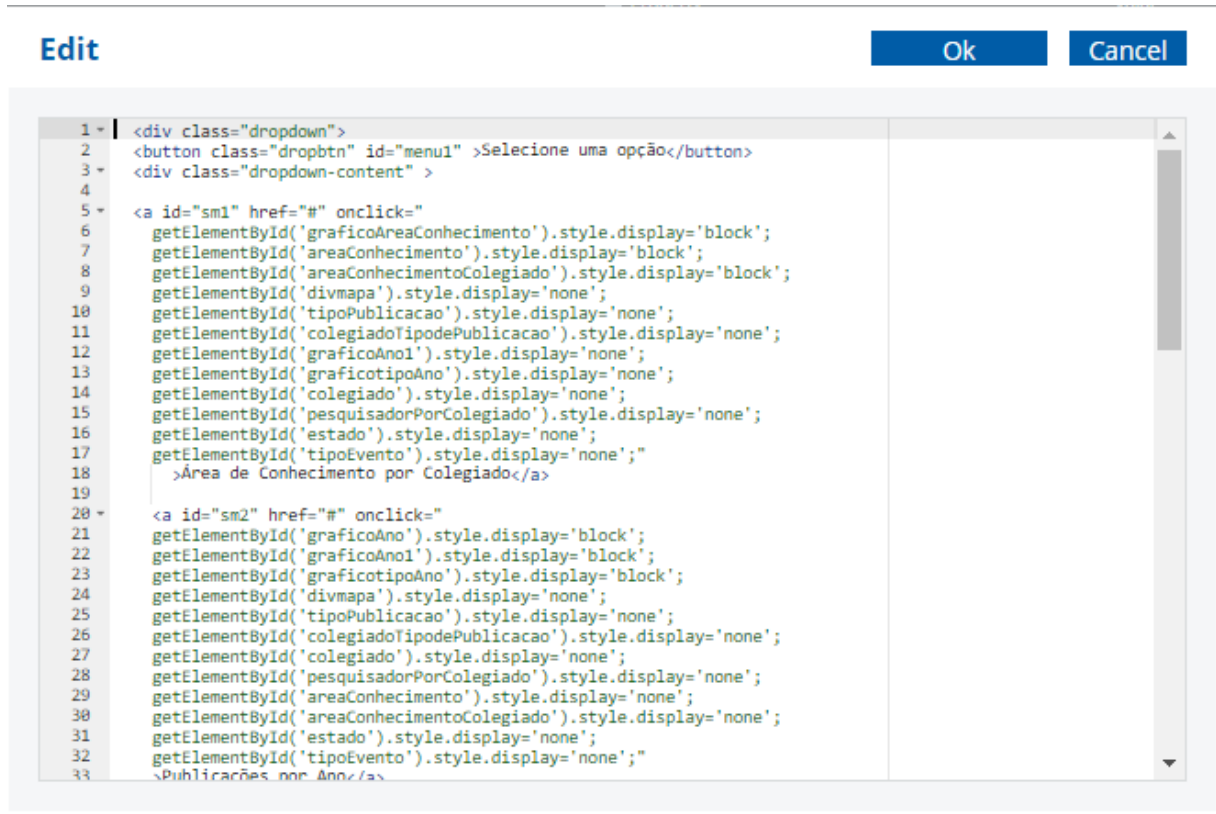 Edit Ok Cancel
1 <div class="dropdown">
2 <button class="dropbtn" id="menu1" >Selecione uma opção</button>
3 <div class="dropdown-content" >
4
5 <a id="sm1" href="#" onclick="
6 getElementById('graficoAreaConhecimento').style.display='block';
7 getElementById('areaConhecimento').style.display='block';
8 getElementById('areaConhecimentoColegiado').style.display='block';
9 getElementById('divmapa').style.display='none';
10 getElementById('tipoPublicacao').style.display='none';
11 getElementById('colegiadoTipodePublicacao').style.display='none';
12 getElementById('graficoAno1').style.display='none';
13 getElementById('graficotipoAno').style.display='none';
14 getElementById('colegiado').style.display='none';
15 getElementById('pesquisadorPorColegiado').style.display='none';
16 getElementById('estado').style.display='none';
17 getElementById('tipoEvento').style.display='none';"
18 >Área de Conhecimento por Colegiado</a>
19
20 <a id="sm2" href="#" onclick="
21 getElementById('graficoAno').style.display='block';
22 getElementById('graficoAno1').style.display='block';
23 getElementById('graficotipoAno').style.display='block';
24 getElementById('divmapa').style.display='none';
25 getElementById('tipoPublicacao').style.display='none';
26 getElementById('colegiadoTipodePublicacao').style.display='none';
27 getElementById('colegiado').style.display='none';
28 getElementById('pesquisadorPorColegiado').style.display='none';
29 getElementById('areaConhecimento').style.display='none';
30 getElementById('areaConhecimentoColegiado').style.display='none';
31 getElementById('estado').style.display='none';
32 getElementById('tipoEvento').style.display='none';"
33 >Publicações por Ano</a>